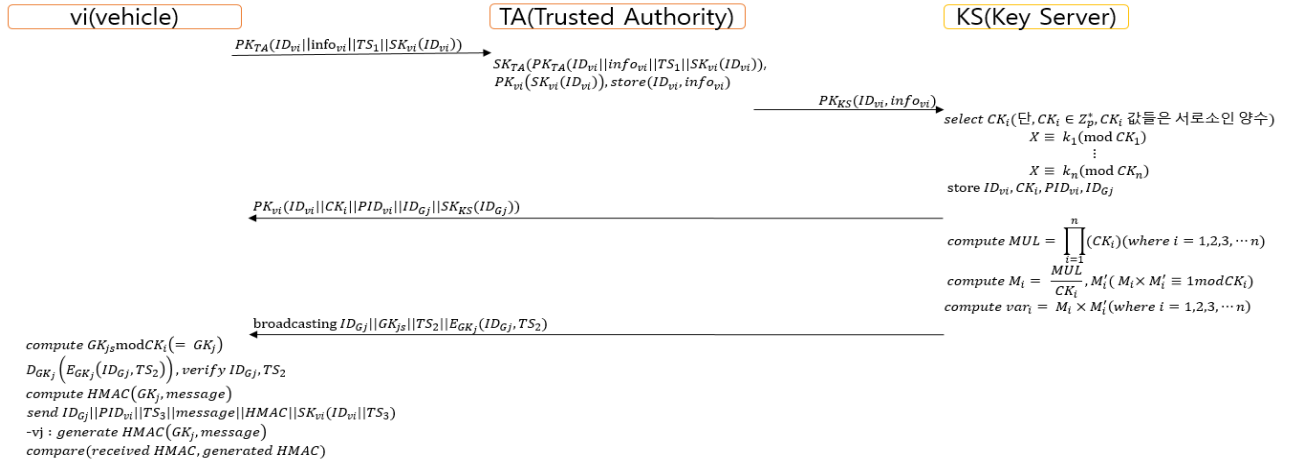 vi(vehicle)
TA(Trusted Authority)
KS(Key Server)
PK_TA(ID_vi||info_vi||TS_1||SK_vi(ID_vi))
SK_TA(PK_TA(ID_vi||info_vi||TS_1||SK_vi(ID_vi)),
PK_vi(SK_vi(ID_vi)), store(ID_vi, info_vi)
PK_KS(ID_vi, info_vi)
select CK_i(단, CK_i ∈ Z_p^*, CK_i 값들은 서로소인 양수)
X ≡ k_1(mod CK_1)
⋮
X ≡ k_n(mod CK_n)
store ID_vi, CK_i, PID_vi, ID_Gj
PK_vi(ID_vi||CK_i||PID_vi||ID_Gj||SK_KS(ID_Gj))
compute MUL = ∏_{i=1}^{n}(CK_i)(where i = 1,2,3, ⋯ n)
compute M_i = MUL/CK_i, M_i′( M_i × M_i′ ≡ 1modCK_i)
compute var_i = M_i × M_i′(where i = 1,2,3, ⋯ n)
broadcasting ID_Gj||GK_js||TS_2||E_GKj(ID_Gj, TS_2)
compute GK_js modCK_i(= GK_j)
D_GKj(E_GKj(ID_Gj, TS_2)), verify ID_Gj, TS_2
compute HMAC(GK_j, message)
send ID_Gj||PID_vi||TS_3||message||HMAC||SK_vi(ID_vi||TS_3)
-vj : generate HMAC(GK_j, message)
compare(received HMAC, generated HMAC)